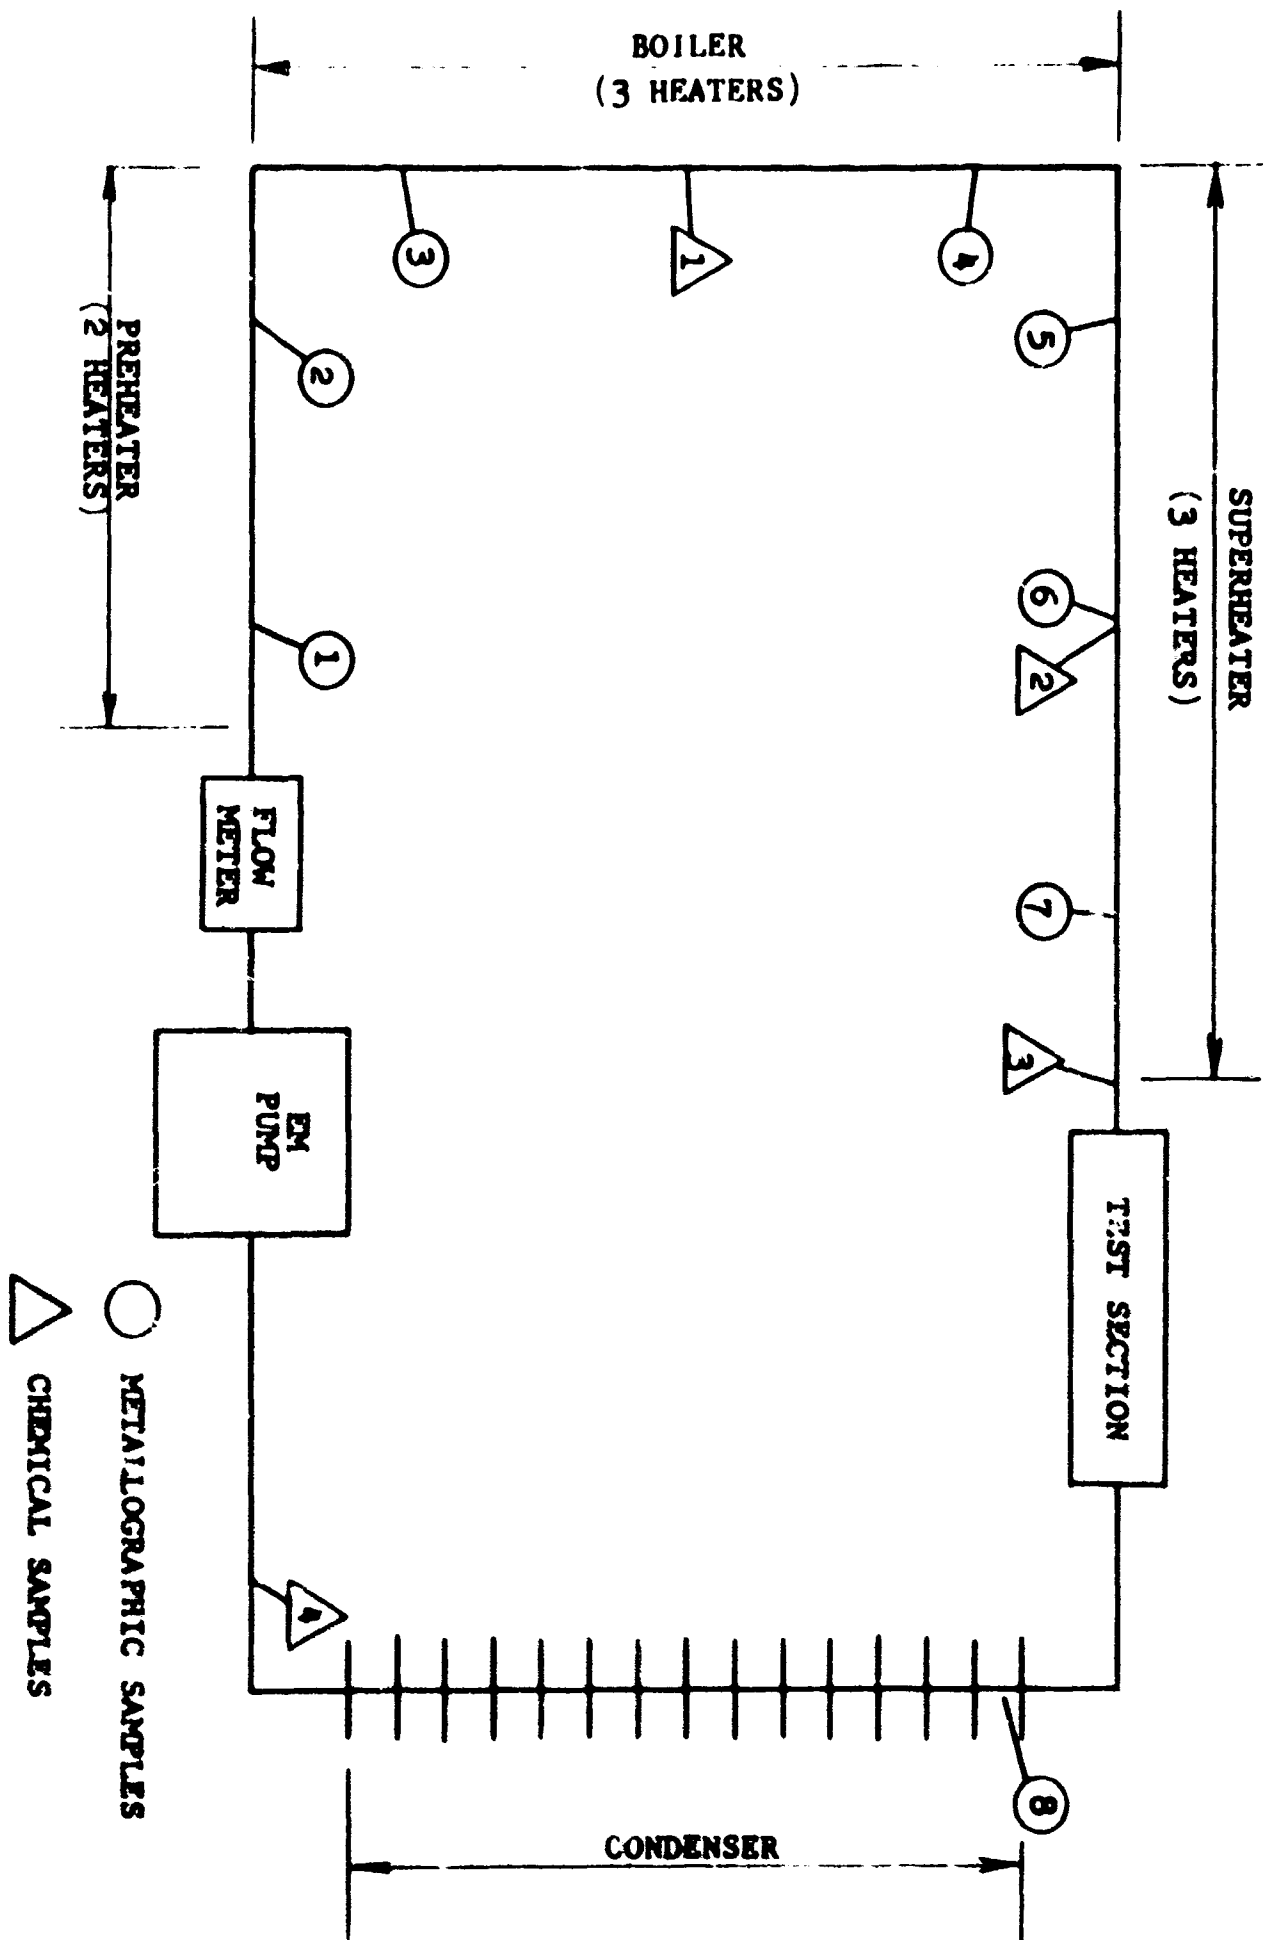 BOILER
(3 HEATERS)
SUPERHEATER
(3 HEATERS)
PREHEATER
(2 HEATERS)
3
1
4
5
2
6
2
1
7
3
FLOW
METER
EM
PUMP
TEST SECTION
4
8
CONDENSER
METALLOGRAPHIC SAMPLES
CHEMICAL SAMPLES